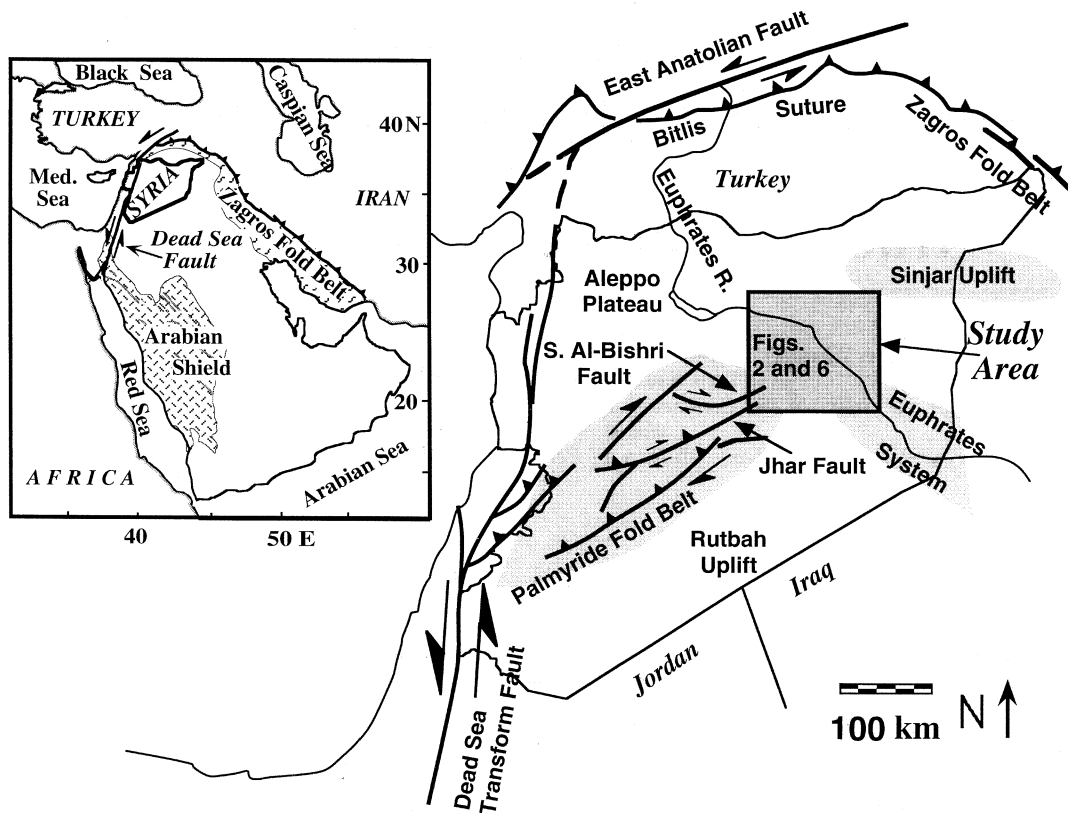 Black Sea
Caspian Sea
TURKEY
40 N
Med.
Sea
SYRIA
IRAN
Zagros Fold Belt
Dead Sea
Fault
30
Arabian
Shield
Red Sea
20
AFRICA
Arabian Sea
40
50 E
East Anatolian Fault
Bitlis
Suture
Zagros Fold Belt
Turkey
Euphrates R.
Aleppo
Plateau
Sinjar Uplift
S. Al-Bishri
Fault
Figs.
2 and 6
Study
Area
Euphrates
System
Jhar Fault
Palmyride Fold Belt
Rutbah
Uplift
Iraq
Jordan
Dead Sea
Transform Fault
100 km
N